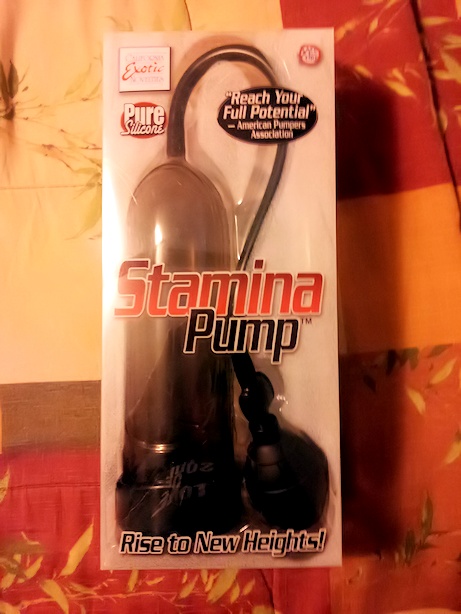 Exotic
Pure
Silicone
"Reach Your
Full Potential"
— American Pumpers
Association
Stamina
Pump™
Rise to New Heights!